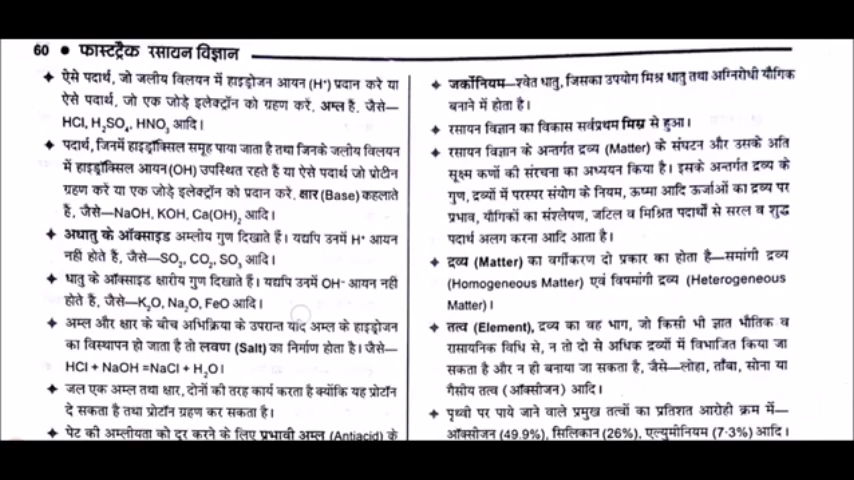 60 ● फास्टट्रैक रसायन विज्ञान
✦ ऐसे पदार्थ, जो जलीय विलयन में हाइड्रोजन आयन (H⁺) प्रदान करे या
ऐसे पदार्थ, जो एक जोड़े इलेक्ट्रॉन को ग्रहण करें, अम्ल हैं, जैसे—
HCl, H₂SO₄, HNO₃ आदि।
✦ पदार्थ, जिनमें हाइड्रॉक्सिल समूह पाया जाता है तथा जिनके जलीय विलयन
में हाइड्रॉक्सिल आयन (OH) उपस्थित रहते हैं या ऐसे पदार्थ जो प्रोटीन
ग्रहण करें या एक जोड़े इलेक्ट्रॉन को प्रदान करें, क्षार (Base) कहलाते
हैं, जैसे—NaOH, KOH, Ca(OH)₂ आदि।
✦ अधातु के ऑक्साइड अम्लीय गुण दिखाते हैं। यद्यपि उनमें H⁺ आयन
नही होते हैं, जैसे—SO₂, CO₂, SO₃ आदि।
✦ धातु के ऑक्साइड क्षारीय गुण दिखाते हैं। यद्यपि उनमें OH⁻ आयन नही
होते हैं, जैसे—K₂O, Na₂O, FeO आदि।
✦ अम्ल और क्षार के बीच अभिक्रिया के उपरान्त यदि अम्ल के हाइड्रोजन
का विस्थापन हो जाता है तो लवण (Salt) का निर्माण होता है। जैसे—
HCl + NaOH =NaCl + H₂O।
✦ जल एक अम्ल तथा क्षार, दोनों की तरह कार्य करता है क्योंकि यह प्रोटॉन
दे सकता है तथा प्रोटॉन ग्रहण कर सकता है।
✦ पेट की अम्लीयता को दूर करने के लिए प्रभावी अम्ल (Antiacid) के
✦ जर्कोनियम—श्वेत धातु, जिसका उपयोग मिश्र धातु तथा अग्निरोधी यौगिक
बनाने में होता है।
✦ रसायन विज्ञान का विकास सर्वप्रथम मिस्र से हुआ।
✦ रसायन विज्ञान के अन्तर्गत द्रव्य (Matter) के संघटन और उसके अति
सूक्ष्म कणों की संरचना का अध्ययन किया है। इसके अन्तर्गत द्रव्य के
गुण, द्रव्यों में परस्पर संयोग के नियम, ऊष्मा आदि ऊर्जाओं का द्रव्य पर
प्रभाव, यौगिकों का संश्लेषण, जटिल व मिश्रित पदार्थों से सरल व शुद्ध
पदार्थ अलग करना आदि आता है।
✦ द्रव्य (Matter) का वर्गीकरण दो प्रकार का होता है—समांगी द्रव्य
(Homogeneous Matter) एवं विषमांगी द्रव्य (Heterogeneous
Matter)।
✦ तत्व (Element), द्रव्य का वह भाग, जो किसी भी ज्ञात भौतिक व
रासायनिक विधि से, न तो दो से अधिक द्रव्यों में विभाजित किया जा
सकता है और न ही बनाया जा सकता है, जैसे—लोहा, ताँबा, सोना या
गैसीय तत्व (ऑक्सीजन) आदि।
✦ पृथ्वी पर पाये जाने वाले प्रमुख तत्वों का प्रतिशत आरोही क्रम में—
ऑक्सीजन (49.9%), सिलिकान (26%), एल्युमीनियम (7·3%) आदि।